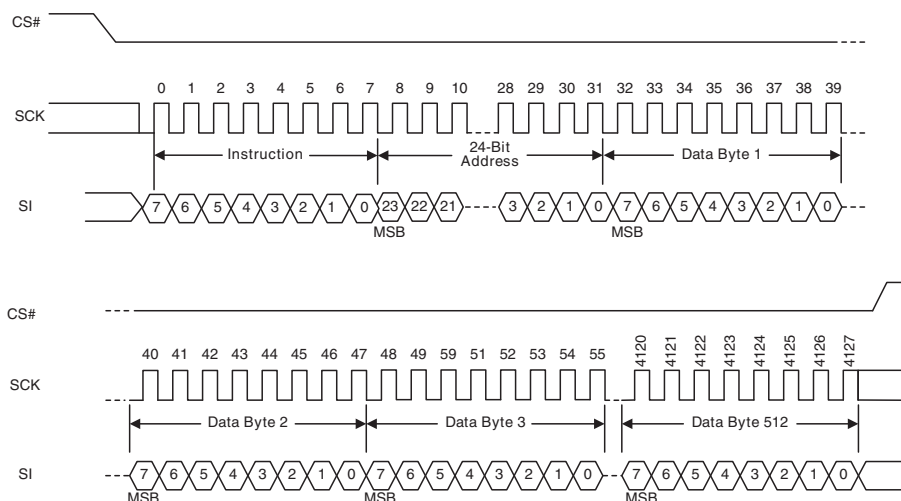 CS#
0 1 2 3 4 5 6 7 8 9 10 28 29 30 31 32 33 34 35 36 37 38 39
SCK
Instruction 24-Bit Address Data Byte 1
SI 7 6 5 4 3 2 1 0 23 22 21 3 2 1 0 7 6 5 4 3 2 1 0
MSB MSB
CS#
40 41 42 43 44 45 46 47 48 49 59 51 52 53 54 55 4120 4121 4122 4123 4124 4125 4126 4127
SCK
Data Byte 2 Data Byte 3 Data Byte 512
SI 7 6 5 4 3 2 1 0 7 6 5 4 3 2 1 0 7 6 5 4 3 2 1 0
MSB MSB MSB